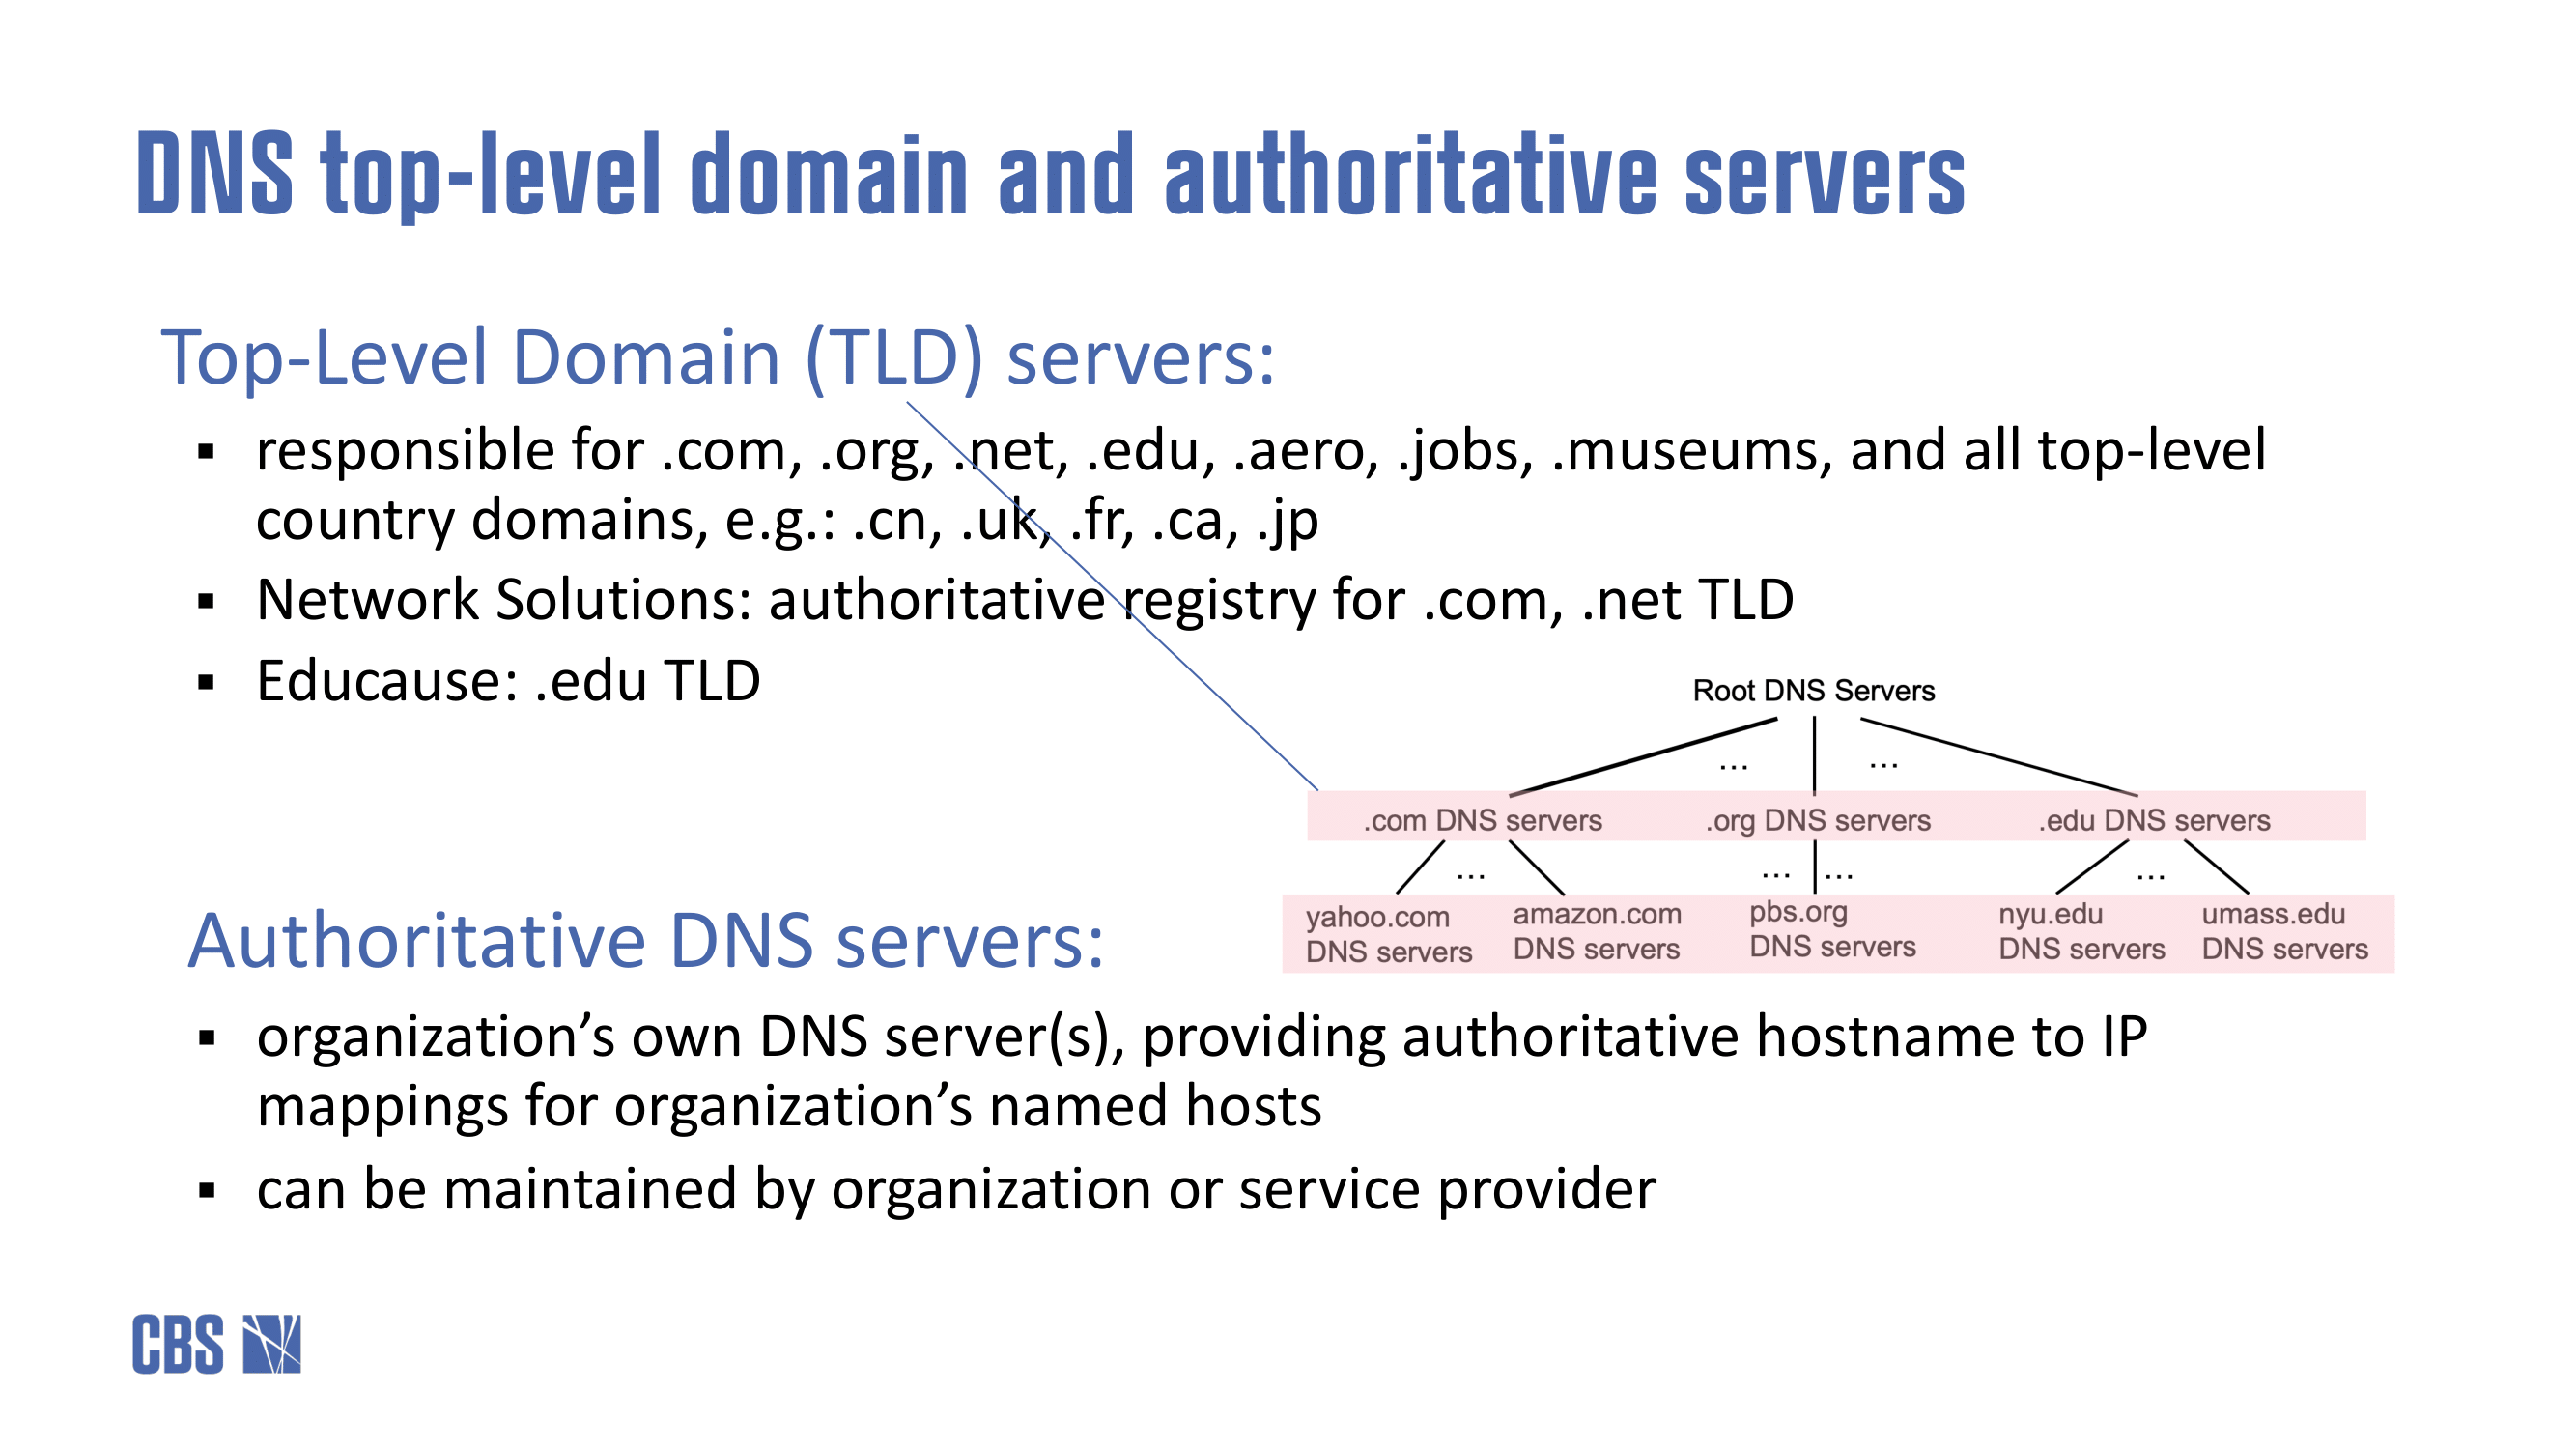 DNS top-level domain and authoritative servers
Top-Level Domain (TLD) servers:
▪ responsible for .com, .org, .net, .edu, .aero, .jobs, .museums, and all top-level
country domains, e.g.: .cn, .uk, .fr, .ca, .jp
▪ Network Solutions: authoritative registry for .com, .net TLD
▪ Educause: .edu TLD
Root DNS Servers
... ...
.com DNS servers .org DNS servers .edu DNS servers
... ... ... ...
yahoo.com amazon.com pbs.org nyu.edu umass.edu
DNS servers DNS servers DNS servers DNS servers DNS servers
Authoritative DNS servers:
▪ organization’s own DNS server(s), providing authoritative hostname to IP
mappings for organization’s named hosts
▪ can be maintained by organization or service provider
CBS